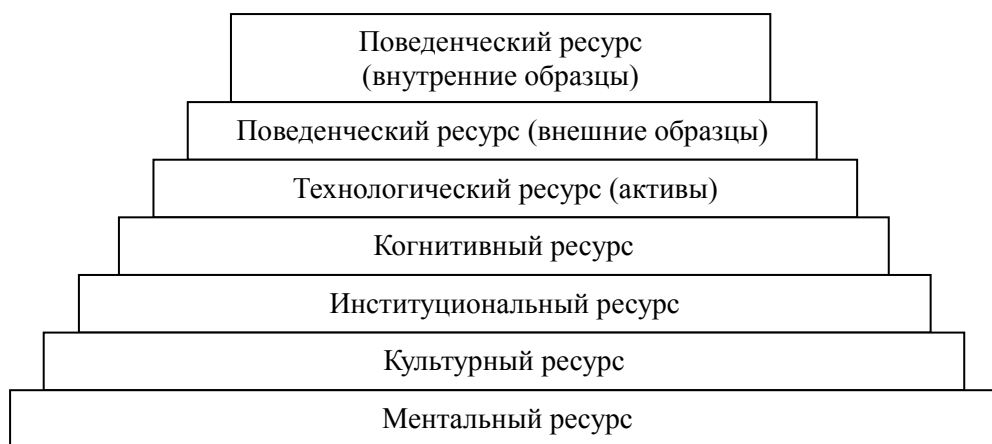 Поведенческий ресурс
(внутренние образцы)
Поведенческий ресурс (внешние образцы)
Технологический ресурс (активы)
Когнитивный ресурс
Институциональный ресурс
Культурный ресурс
Ментальный ресурс